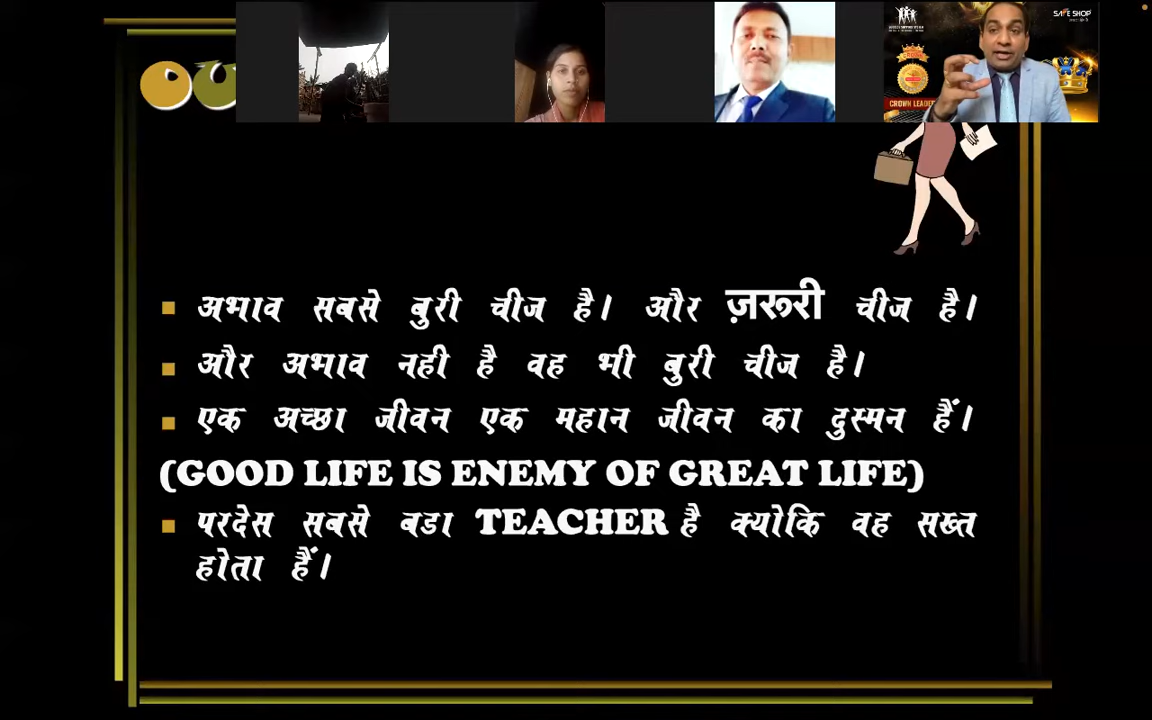 SAFE SHOP
CROWN LEADE
अभाव सबसे बुरी चीज है। और ज़रूरी चीज है।
और अभाव नही है वह भी बुरी चीज है।
एक अच्छा जीवन एक महान जीवन का दुस्मन हैं।
(GOOD LIFE IS ENEMY OF GREAT LIFE)
परदेस सबसे बडा TEACHER है क्योकि वह सख्त
होता हैं।